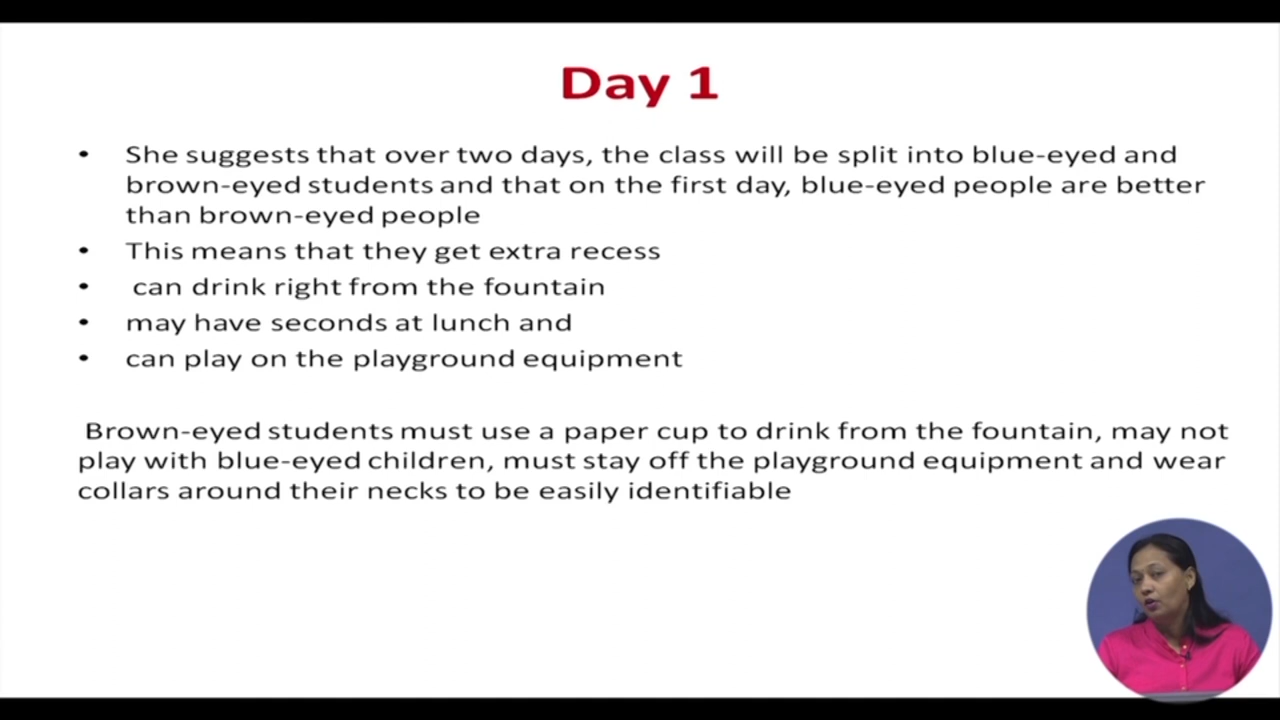 Day 1
• She suggests that over two days, the class will be split into blue-eyed and
brown-eyed students and that on the first day, blue-eyed people are better
than brown-eyed people
• This means that they get extra recess
• can drink right from the fountain
• may have seconds at lunch and
• can play on the playground equipment
Brown-eyed students must use a paper cup to drink from the fountain, may not
play with blue-eyed children, must stay off the playground equipment and wear
collars around their necks to be easily identifiable